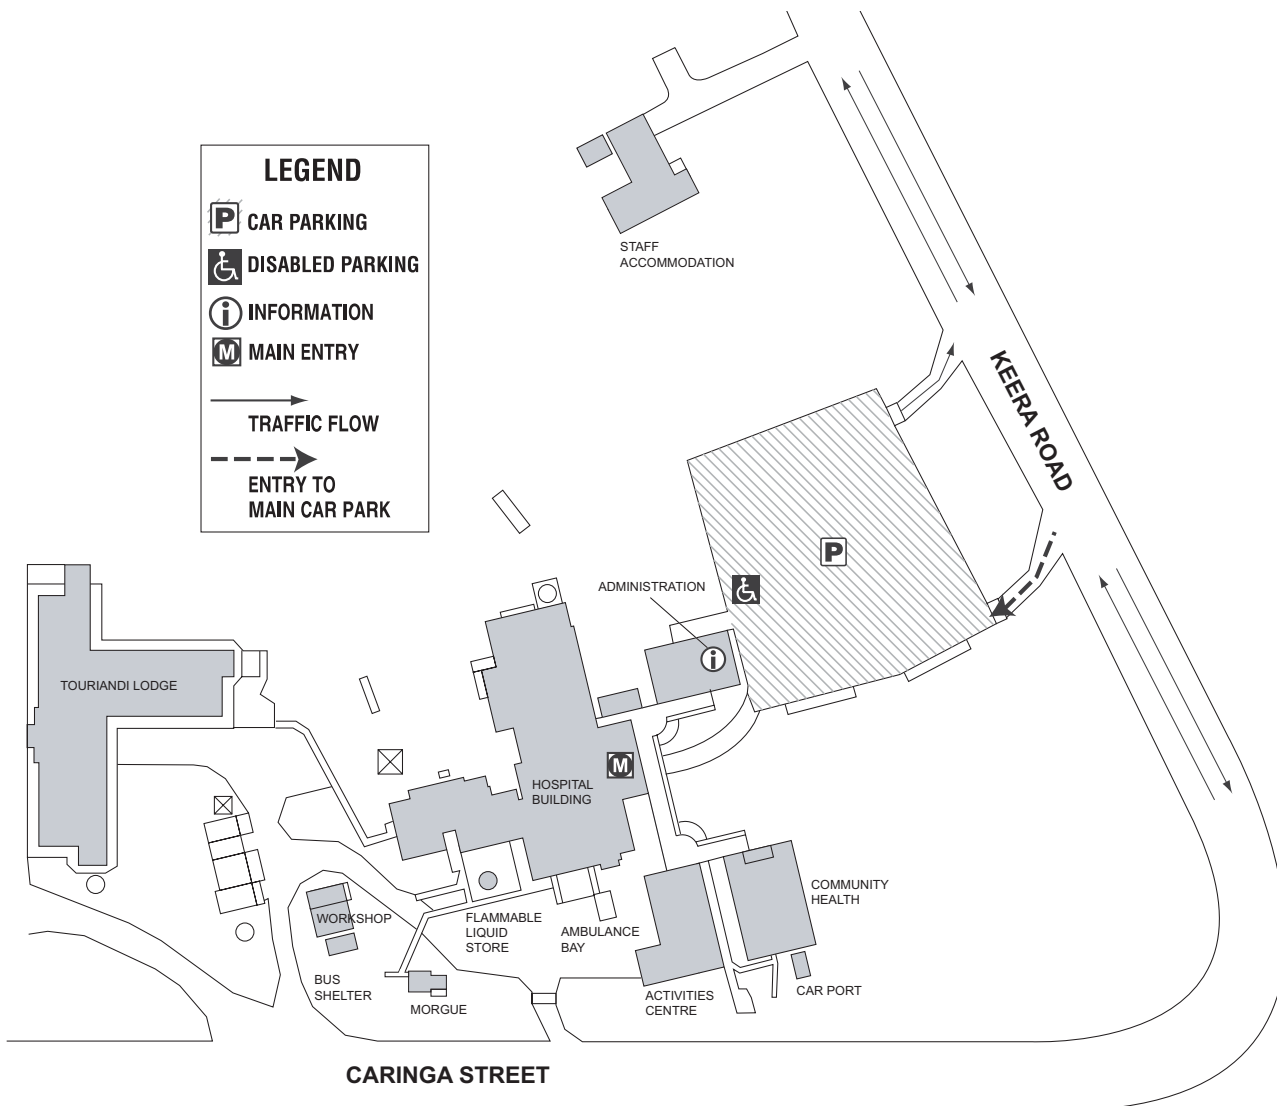 LEGEND
P CAR PARKING
DISABLED PARKING
i INFORMATION
M MAIN ENTRY
TRAFFIC FLOW
ENTRY TO
MAIN CAR PARK
STAFF
ACCOMMODATION
KEERA ROAD
P
ADMINISTRATION
i
TOURIANDI LODGE
M
HOSPITAL
BUILDING
COMMUNITY
HEALTH
WORKSHOP
FLAMMABLE
LIQUID
STORE
AMBULANCE
BAY
BUS
SHELTER
MORGUE
ACTIVITIES
CENTRE
CAR PORT
CARINGA STREET